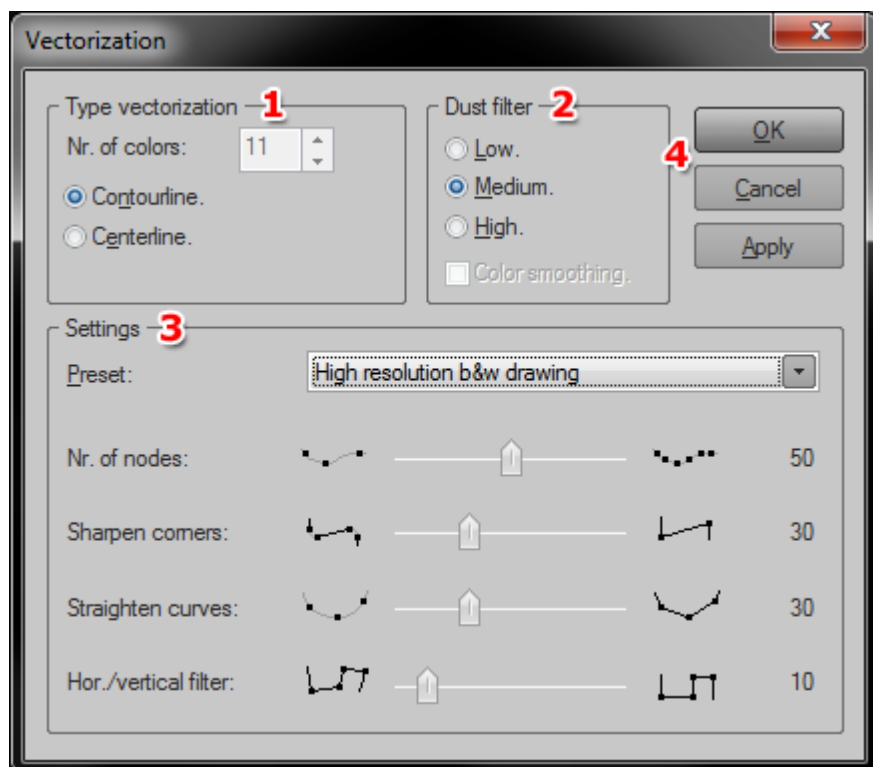 Vectorization
Type vectorization 1
Nr. of colors: 11
Contourline.
Centerline.
Dust filter 2
Low.
Medium.
High.
Color smoothing.
4
OK
Cancel
Apply
Settings 3
Preset: High resolution b&w drawing
Nr. of nodes: 50
Sharpen corners: 30
Straighten curves: 30
Hor./vertical filter: 10